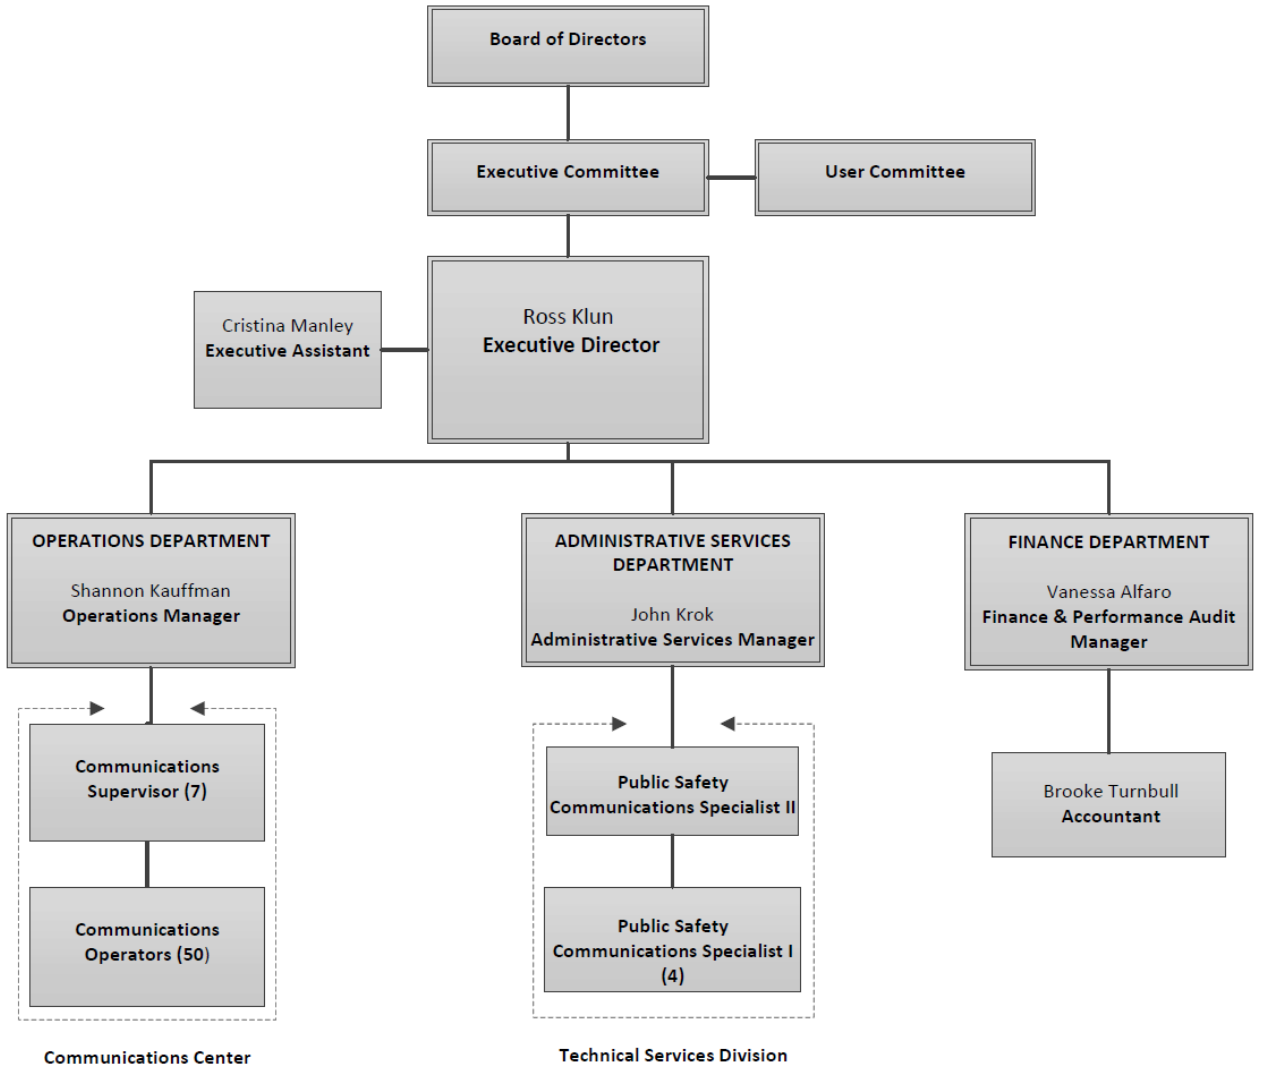 Board of Directors
Executive Committee
User Committee
Cristina Manley
Executive Assistant
Ross Klun
Executive Director
OPERATIONS DEPARTMENT
Shannon Kauffman
Operations Manager
ADMINISTRATIVE SERVICES
DEPARTMENT
John Krok
Administrative Services Manager
FINANCE DEPARTMENT
Vanessa Alfaro
Finance & Performance Audit
Manager
Communications
Supervisor (7)
Public Safety
Communications Specialist II
Brooke Turnbull
Accountant
Communications
Operators (50)
Public Safety
Communications Specialist I
(4)
Communications Center
Technical Services Division